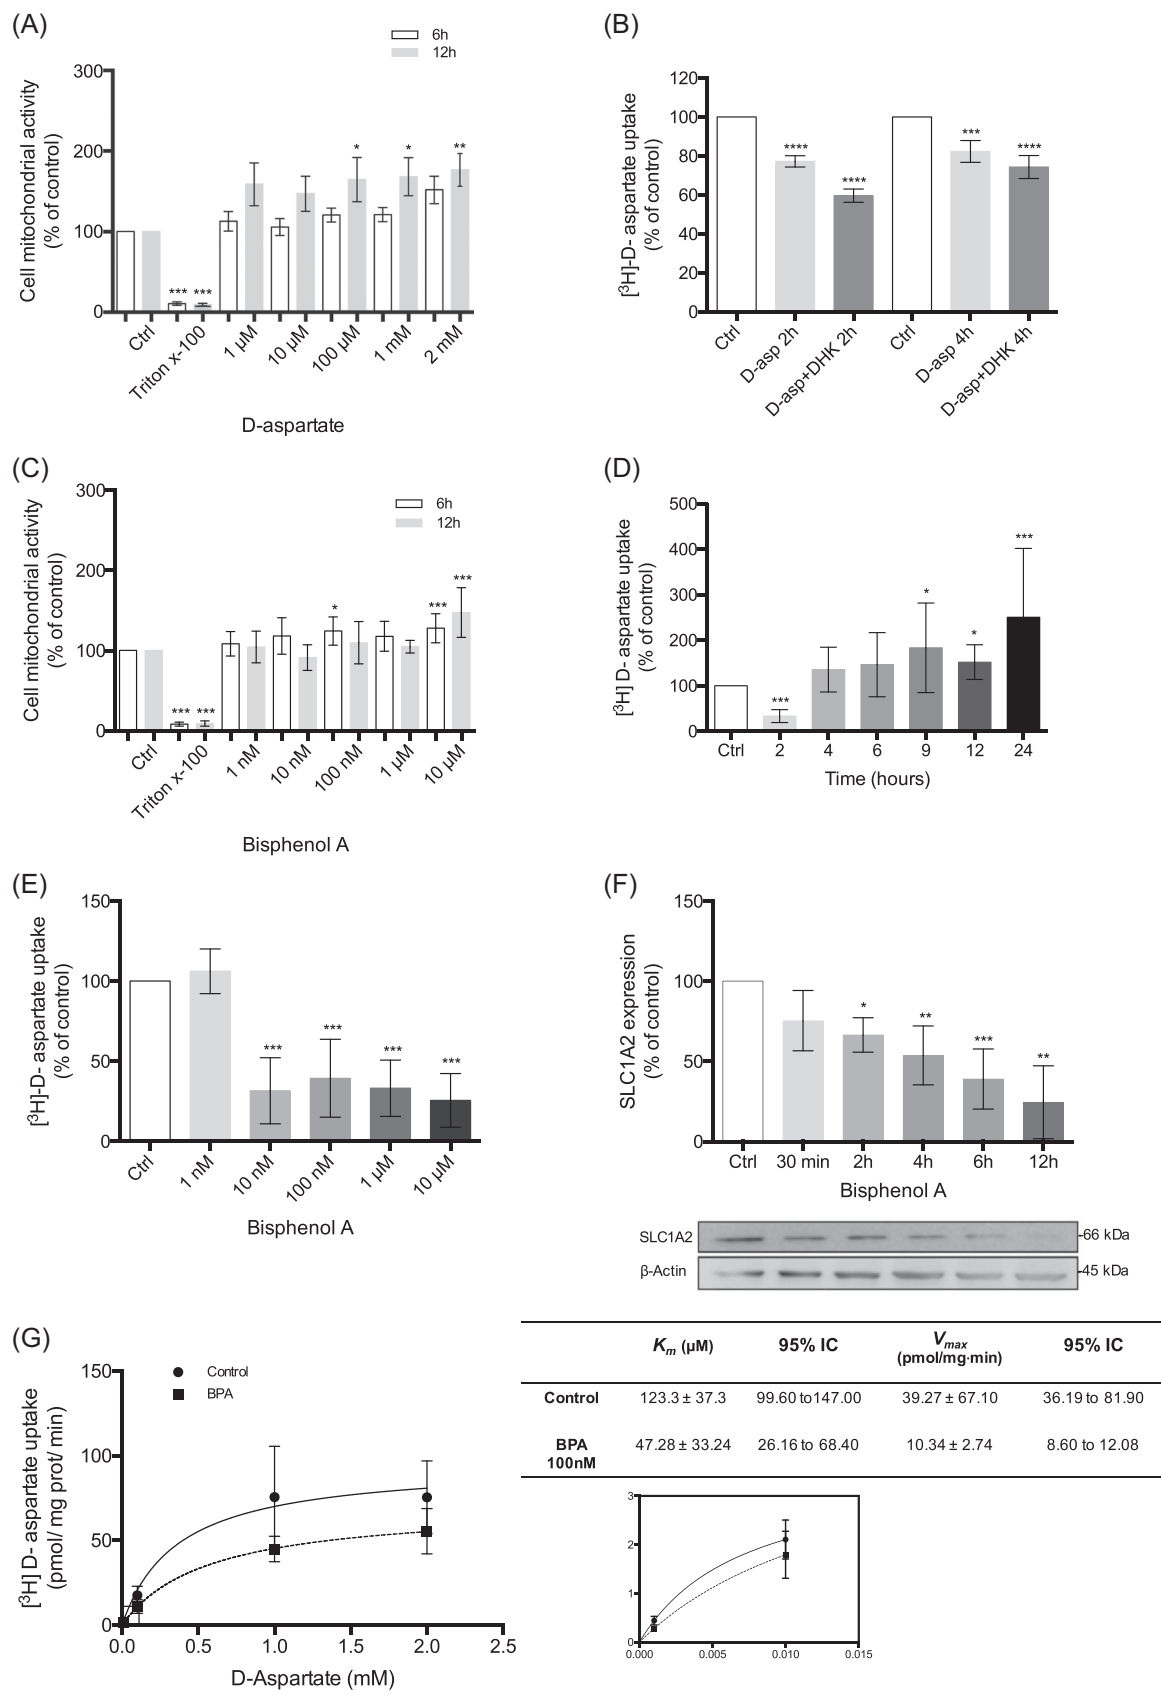 (A)
6h
12h
Cell mitochondrial activity
(% of control)
300
200
100
0
* * **
*** ***
Ctrl
Triton x-100
1 µM
10 µM
100 µM
1 mM
2 mM
D-aspartate
(B)
[³H]-D- aspartate uptake
(% of control)
120
100
80
60
40
20
0
**** **** *** ****
Ctrl
D-asp 2h
D-asp+DHK 2h
Ctrl
D-asp 4h
D-asp+DHK 4h
(C)
6h
12h
Cell mitochondrial activity
(% of control)
300
200
100
0
*** *** * *** ***
Ctrl
Triton x-100
1 nM
10 nM
100 nM
1 µM
10 µM
Bisphenol A
(D)
[³H] D- aspartate uptake
(% of control)
500
400
300
200
100
0
*** * * ***
Ctrl 2 4 6 9 12 24
Time (hours)
(E)
[³H]-D- aspartate uptake
(% of control)
150
100
50
0
*** *** *** ***
Ctrl
1 nM
10 nM
100 nM
1 µM
10 µM
Bisphenol A
(F)
SLC1A2 expression
(% of control)
150
100
50
0
* ** *** **
Ctrl 30 min 2h 4h 6h 12h
Bisphenol A
SLC1A2 -66 kDa
β-Actin -45 kDa
(G)
Control
BPA
[³H] D- aspartate uptake
(pmol/ mg prot/ min)
150
100
50
0
0.0 0.5 1.0 1.5 2.0 2.5
D-Aspartate (mM)
Km (µM) 95% IC Vmax (pmol/mg·min) 95% IC
Control 123.3 ± 37.3 99.60 to 147.00 39.27 ± 67.10 36.19 to 81.90
BPA 47.28 ± 33.24 26.16 to 68.40 10.34 ± 2.74 8.60 to 12.08
100nM
3
2
1
0
0.000 0.005 0.010 0.015